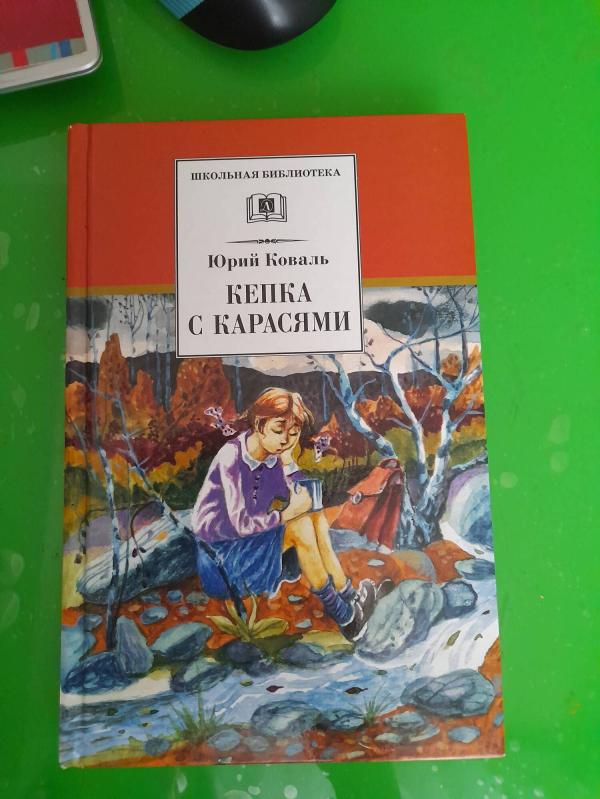 ШКОЛЬНАЯ БИБЛИОТЕКА
Юрий Коваль
КЕПКА
С КАРАСЯМИ